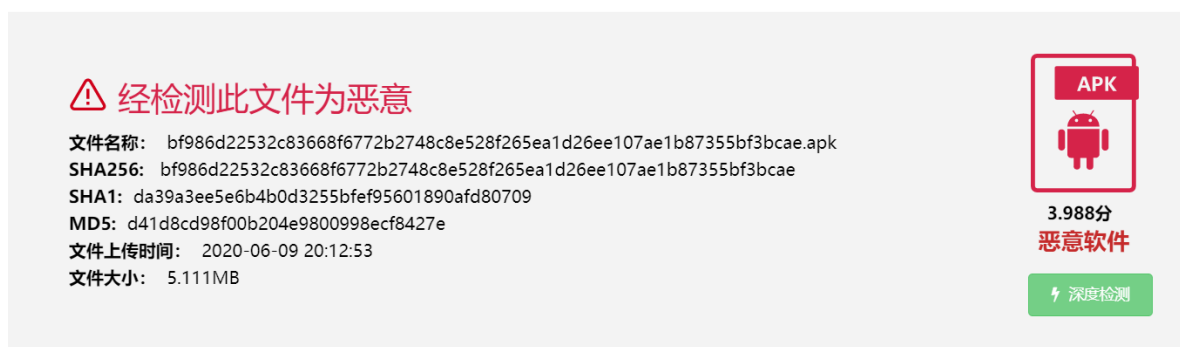 经检测此文件为恶意
文件名称： bf986d22532c83668f6772b2748c8e528f265ea1d26ee107ae1b87355bf3bcae.apk
SHA256: bf986d22532c83668f6772b2748c8e528f265ea1d26ee107ae1b87355bf3bcae
SHA1: da39a3ee5e6b4b0d3255bfef95601890afd80709
MD5: d41d8cd98f00b204e9800998ecf8427e
文件上传时间： 2020-06-09 20:12:53
文件大小： 5.111MB
APK
3.988分
恶意软件
深度检测